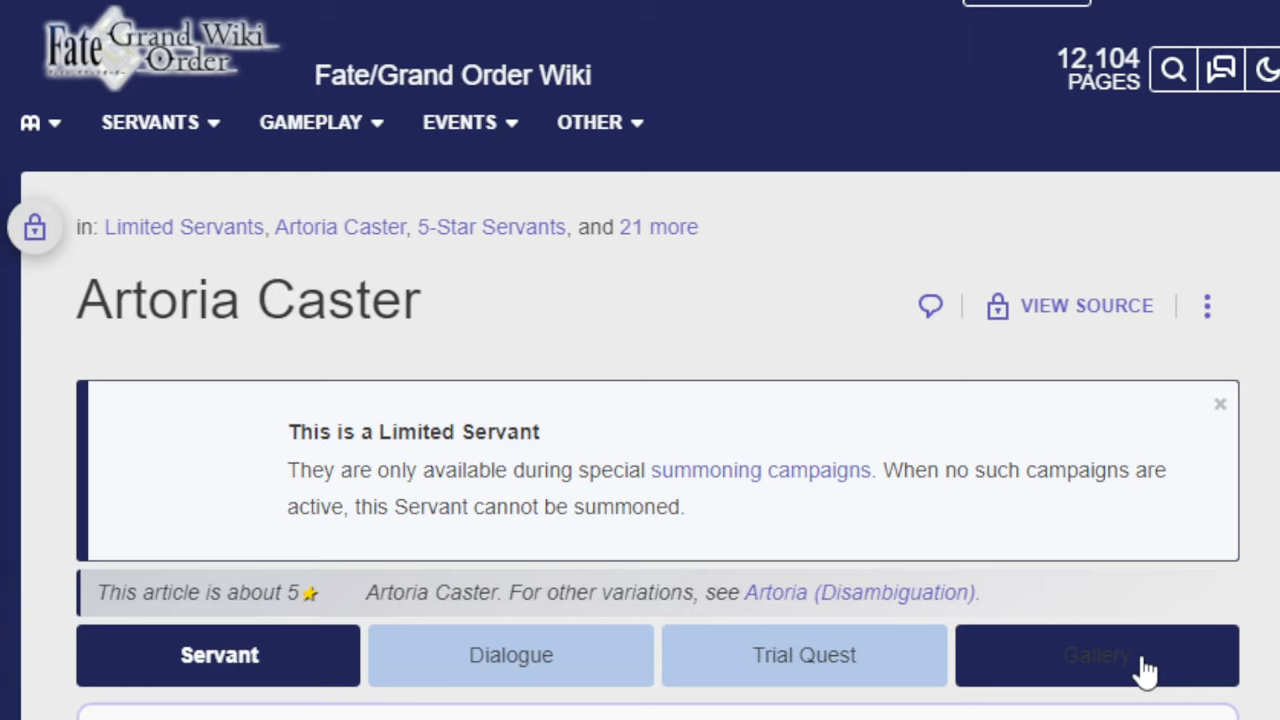 Fate Grand Wiki
Order
Fate/Grand Order Wiki
12,104
PAGES
SERVANTS
GAMEPLAY
EVENTS
OTHER
in: Limited Servants, Artoria Caster, 5-Star Servants, and 21 more
Artoria Caster
VIEW SOURCE
This is a Limited Servant
They are only available during special summoning campaigns. When no such campaigns are
active, this Servant cannot be summoned.
This article is about 5★ Artoria Caster. For other variations, see Artoria (Disambiguation).
Servant
Dialogue
Trial Quest
Gallery